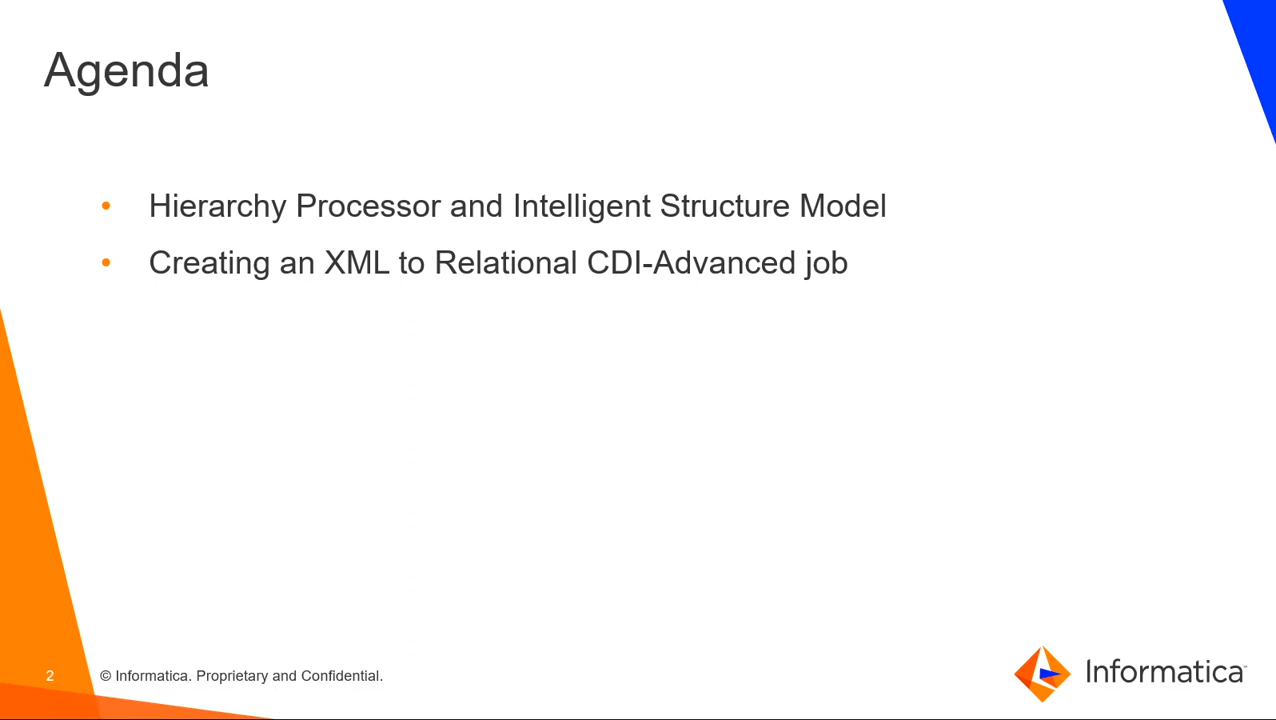 Agenda
• Hierarchy Processor and Intelligent Structure Model
• Creating an XML to Relational CDI-Advanced job
2 © Informatica. Proprietary and Confidential.
Informatica